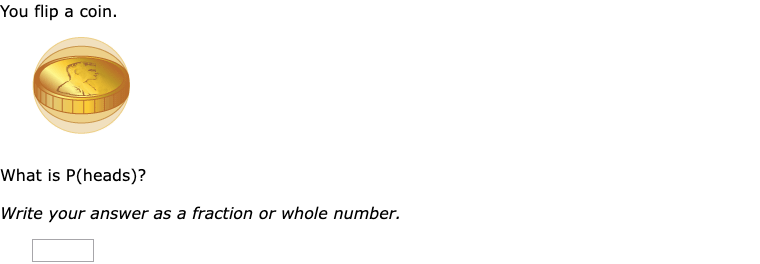 You flip a coin.
What is P(heads)?
Write your answer as a fraction or whole number.